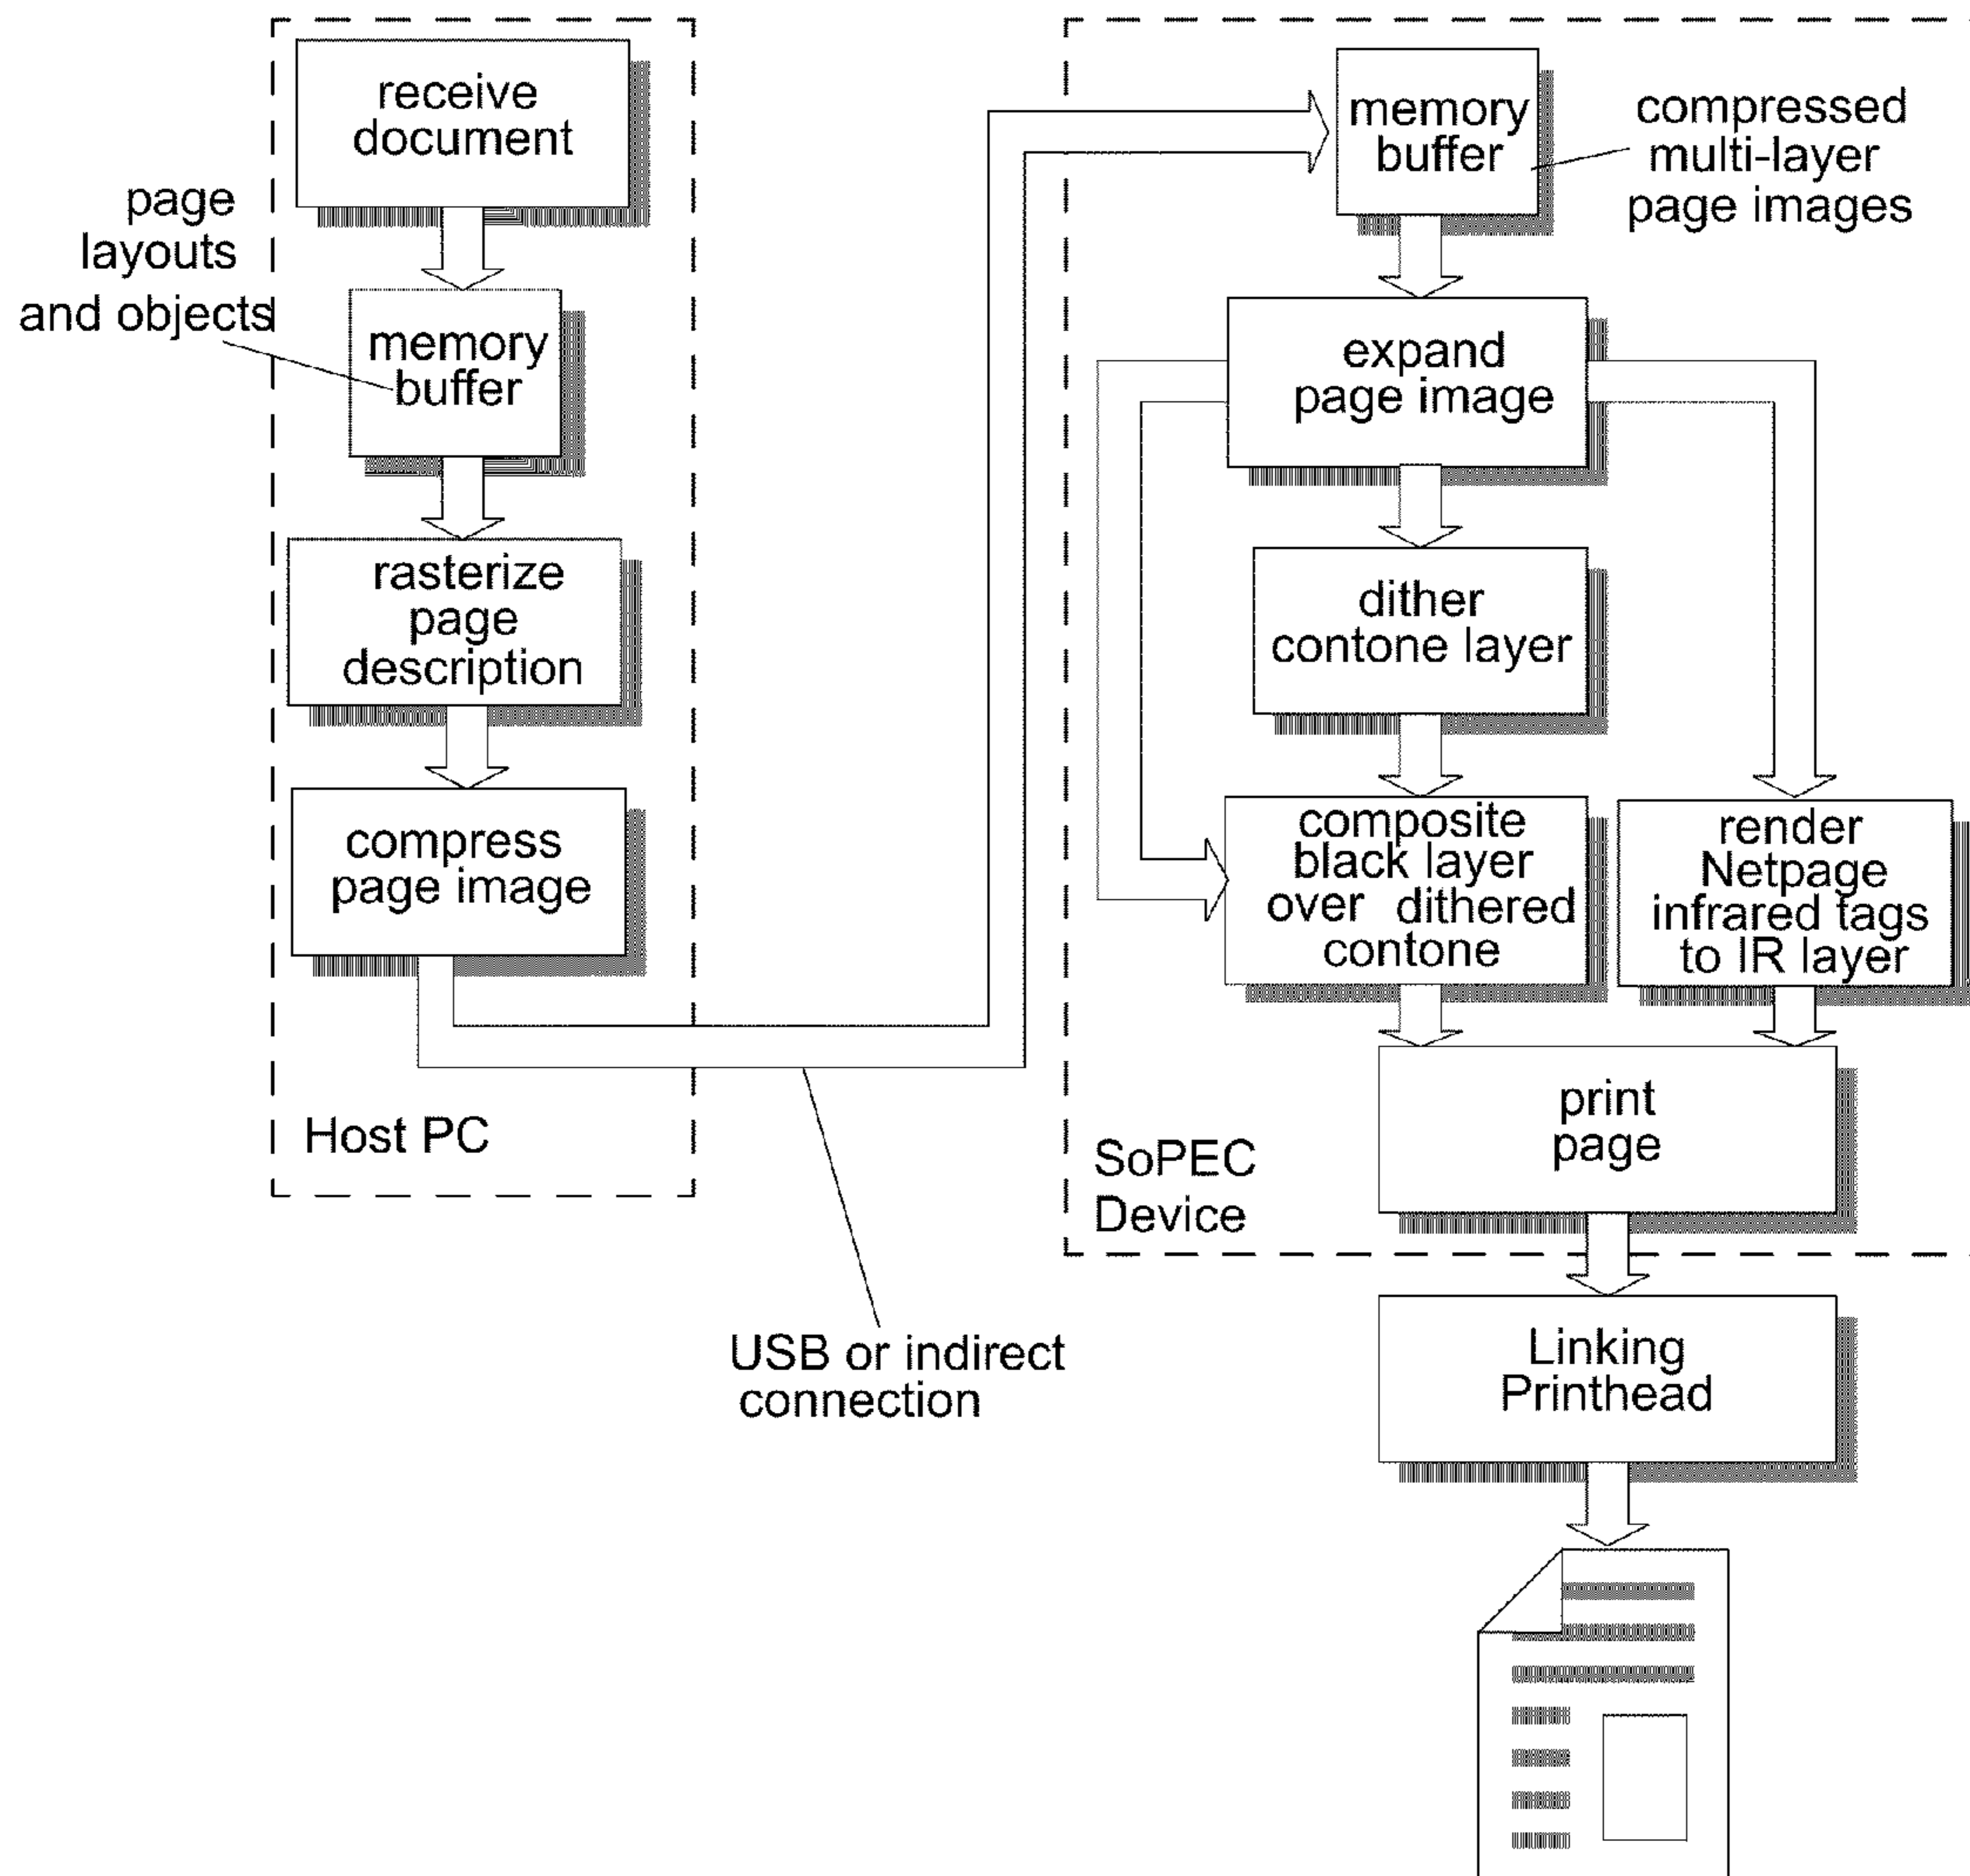 receive
document
page
layouts
and objects
memory
buffer
rasterize
page
description
compress
page image
Host PC
USB or indirect
connection
memory
buffer
compressed
multi-layer
page images
expand
page image
dither
contone layer
composite
black layer
over dithered
contone
render
Netpage
infrared tags
to IR layer
print
page
SoPEC
Device
Linking
Printhead